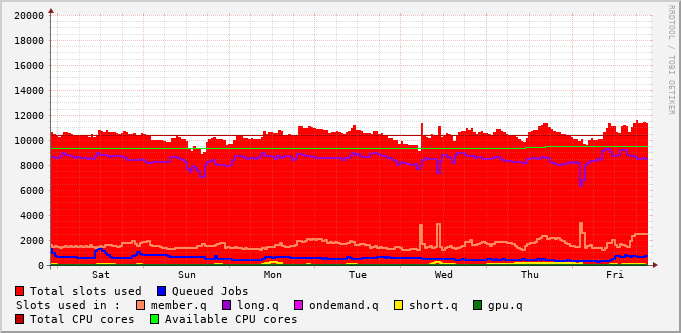 RRDTOOL / TOBI OETIKER
20000
18000
16000
14000
12000
10000
8000
6000
4000
2000
0
Sat Sun Mon Tue Wed Thu Fri
Total slots used Queued Jobs
Slots used in : member.q long.q ondemand.q short.q gpu.q
Total CPU cores Available CPU cores